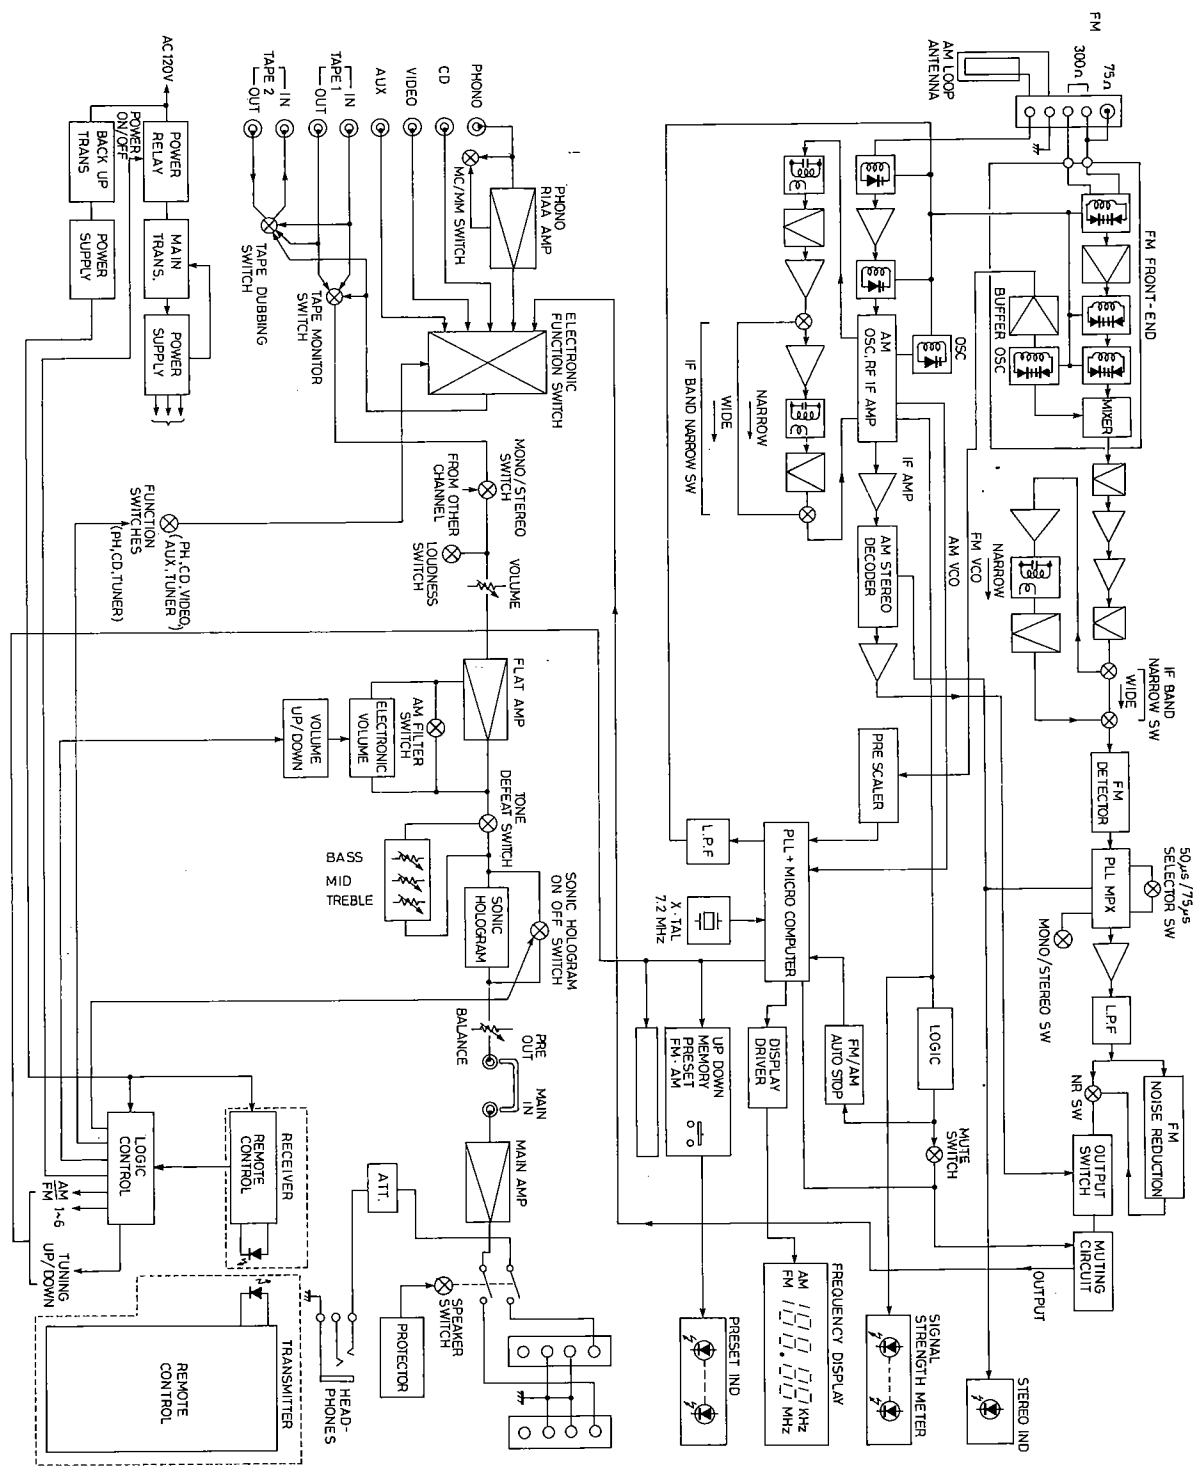 FM
300Ω
75Ω
AM LOOP
ANTENNA
FM FRONT-END
BUFFER OSC
MIXER
NARROW
WIDE
IF BAND
NARROW SW
FM
DETECTOR
PLL MPX
50μs/75μs
SELECTOR SW
MONO/STEREO SW
L.P.F
FM
NOISE REDUCTION
NR SW
OUTPUT
SWITCH
MUTING
CIRCUIT
OUTPUT
STEREO IND
OSC
AM
OSC, RF IF AMP
IF AMP
AM VCO
FM VCO
AM STEREO
DECODER
NARROW
WIDE
IF BAND NARROW SW
PRE SCALER
PLL + MICRO COMPUTER
L.P.F
X·TAL
7.2 MHz
LOGIC
FM/AM
AUTO STOP
MUTE
SWITCH
DISPLAY
DRIVER
UP DOWN
MEMORY
PRESET
FM·AM
SIGNAL
STRENGTH METER
FREQUENCY DISPLAY
AM
FM
188.88
KHz
MHz
PRESET IND
PHONO
CD
VIDEO
AUX
TAPE 1
IN
OUT
TAPE 2
IN
OUT
PHONO
RIAA AMP
MC/MM SWITCH
ELECTRONIC
FUNCTION SWITCH
TAPE MONITOR
SWITCH
TAPE DUBBING
SWITCH
MONO/STEREO
SWITCH
FROM OTHER
CHANNEL
LOUDNESS
SWITCH
VOLUME
FLAT AMP
AM FILTER
SWITCH
ELECTRONIC
VOLUME
VOLUME
UP/DOWN
TONE
DEFEAT SWITCH
BASS
MID
TREBLE
SONIC
HOLOGRAM
SONIC HOLOGRAM
ON OFF SWITCH
BALANCE
PRE
OUT
MAIN
IN
MAIN AMP
ATT.
SPEAKER
SWITCH
PROTECTOR
HEAD-
PHONES
AC120V
POWER
RELAY
POWER
ON/OFF
BACK UP
TRANS
MAIN
TRANS.
POWER
SUPPLY
POWER
SUPPLY
FUNCTION
SWITCHES
(PH,CD,VIDEO,
AUX,TUNER)
(PH,CD,TUNER)
LOGIC
CONTROL
RECEIVER
REMOTE
CONTROL
AM
FM
1~6
TUNING
UP/DOWN
TRANSMITTER
REMOTE
CONTROL